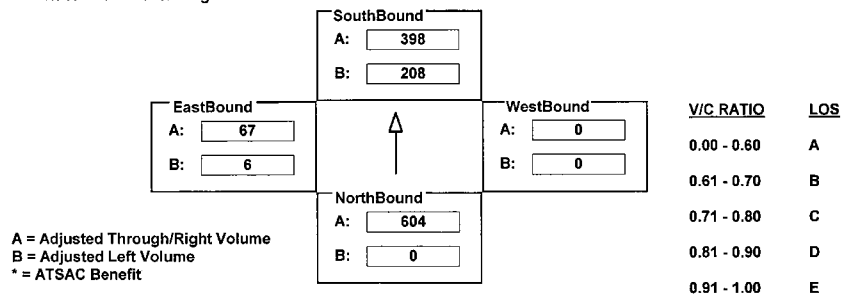 SouthBound
A: 398
B: 208
EastBound
A: 67
B: 6
WestBound
A: 0
B: 0
NorthBound
A: 604
B: 0
A = Adjusted Through/Right Volume
B = Adjusted Left Volume
* = ATSAC Benefit
V/C RATIO LOS
0.00 - 0.60 A
0.61 - 0.70 B
0.71 - 0.80 C
0.81 - 0.90 D
0.91 - 1.00 E